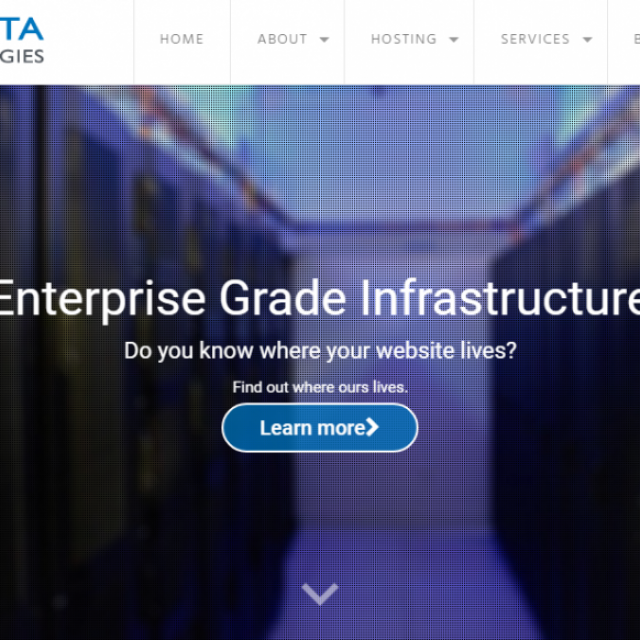 TA
GIES
HOME
ABOUT
HOSTING
SERVICES
Enterprise Grade Infrastructure
Do you know where your website lives?
Find out where ours lives.
Learn more